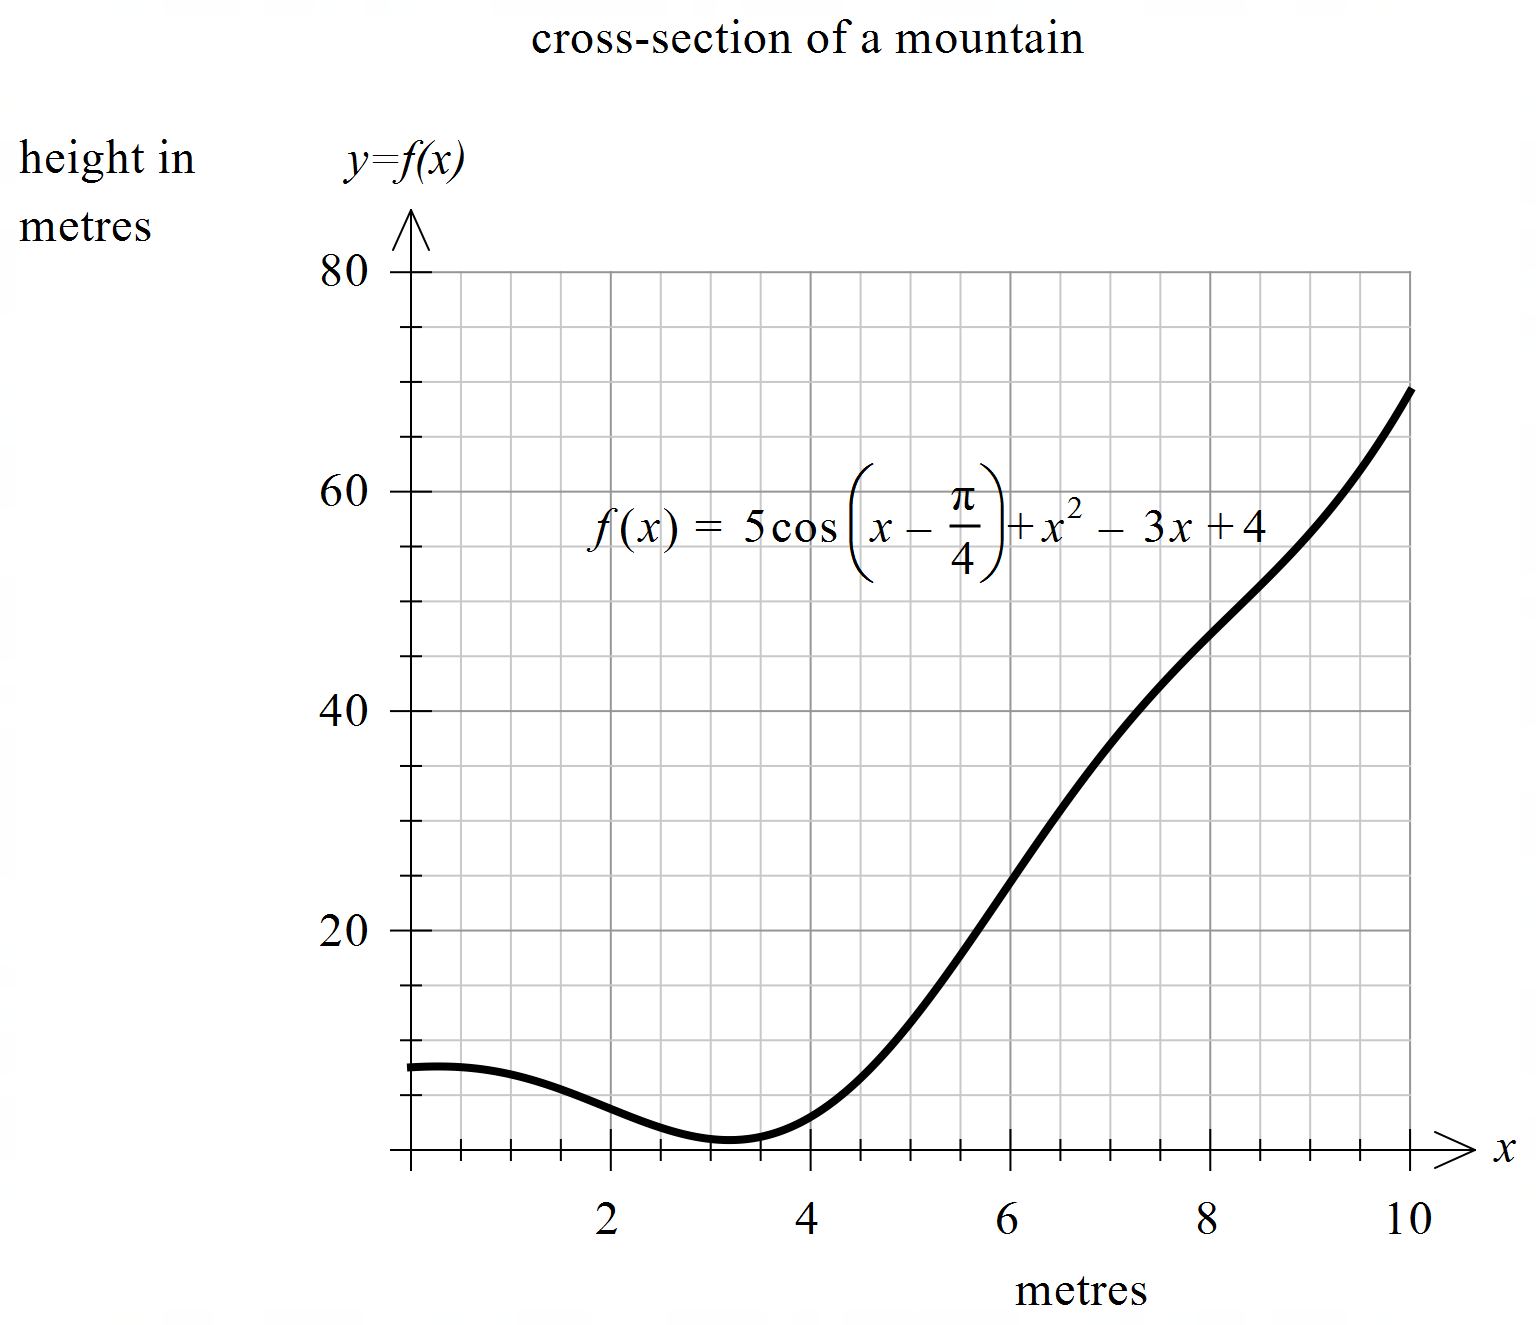 cross-section of a mountain
height in
metres
y=f(x)
80
60
f(x) = 5cos(x − π/4)+x² − 3x+4
40
20
x
2 4 6 8 10
metres